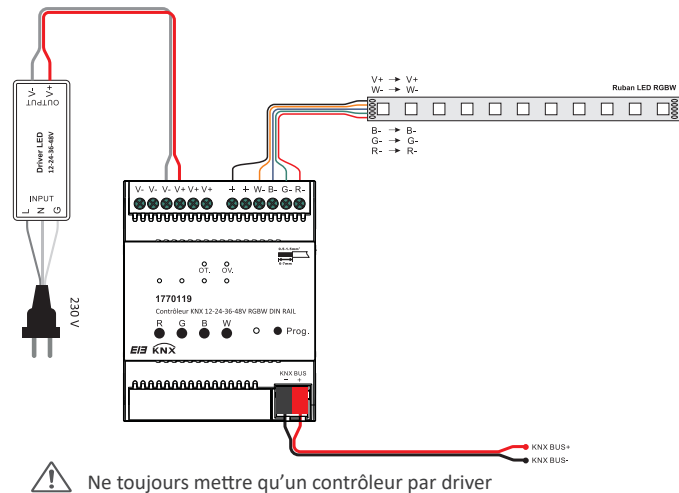 V-
V+
OUTPUT
Driver LED
12-24-36-48V
INPUT
L N G
230 V
V+ → V+
W- → W-
Ruban LED RGBW
B- → B-
G- → G-
R- → R-
V- V- V- V+ V+ V+ + + W- B- G- R-
OT. OV.
1770119
Contrôleur KNX 12-24-36-48V RGBW DIN RAIL
R G B W
Prog.
KNX
KNX BUS
- +
KNX BUS+
KNX BUS-
Ne toujours mettre qu'un contrôleur par driver